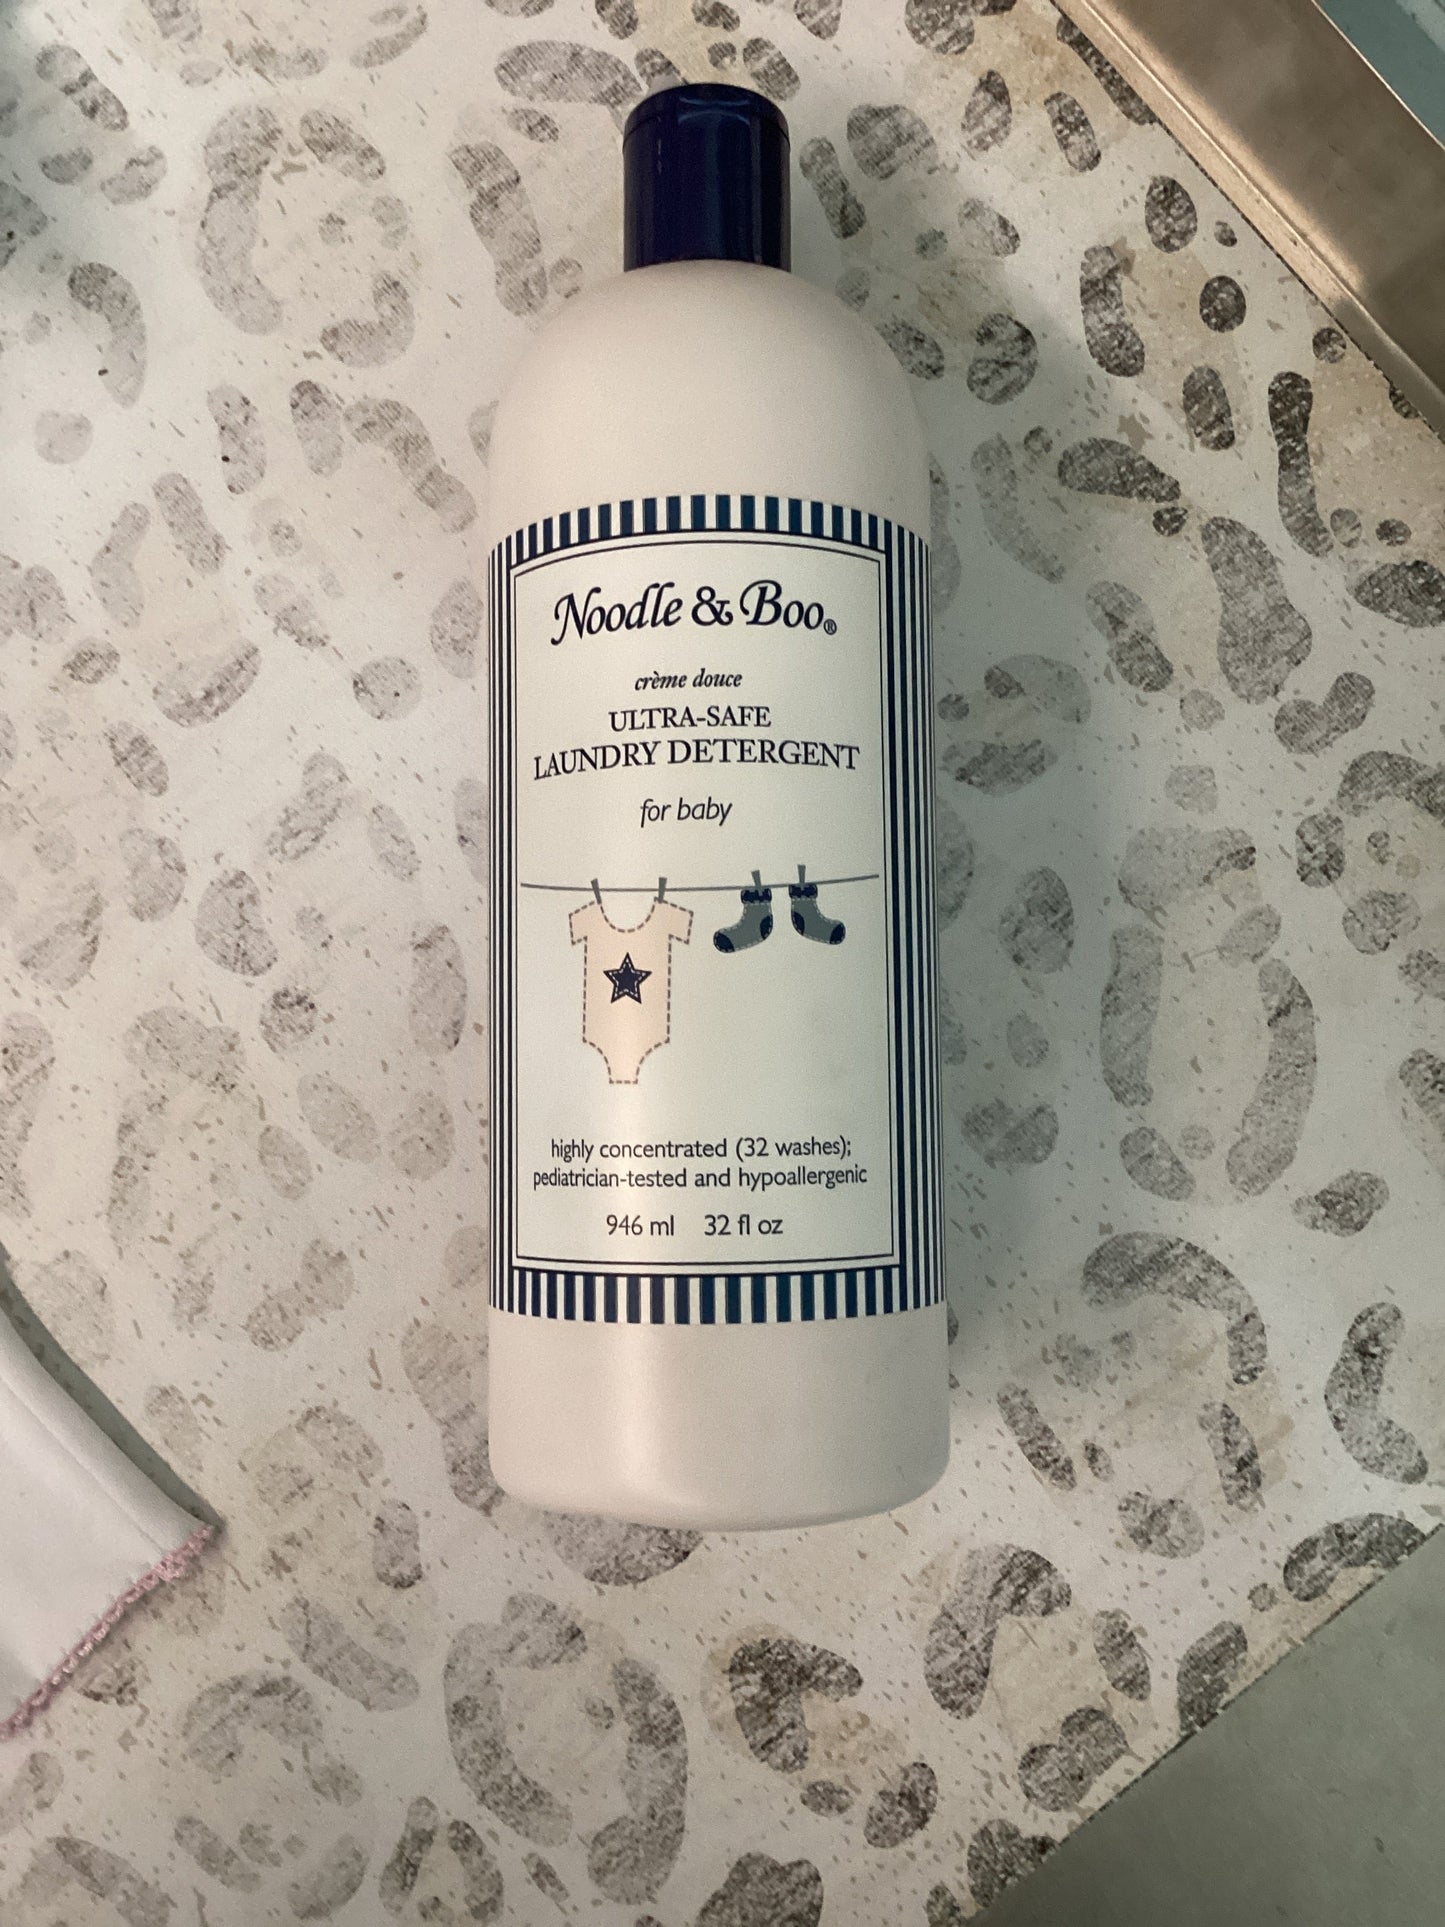 Noodle & Boo®
crème douce
ULTRA-SAFE
LAUNDRY DETERGENT
for baby
highly concentrated (32 washes);
pediatrician-tested and hypoallergenic
946 ml 32 fl oz